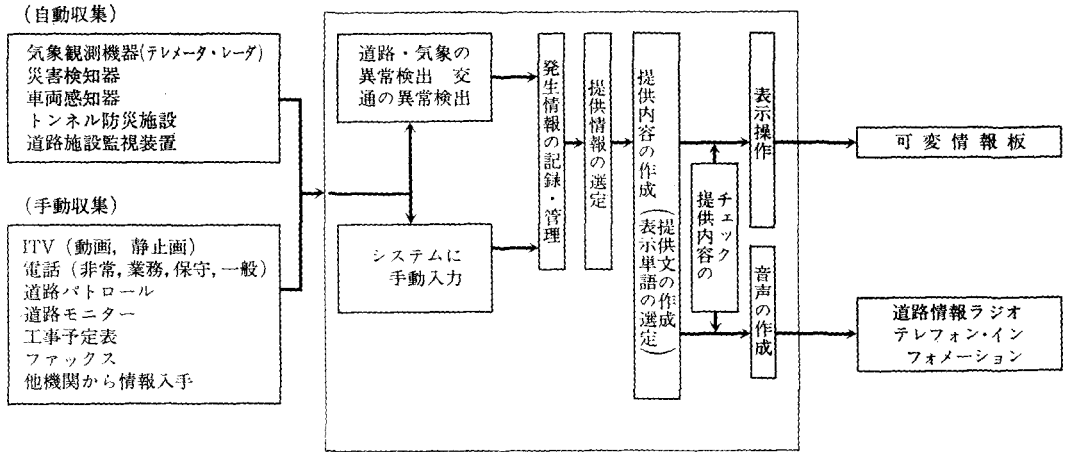 (自動収集)
気象観測機器(テレメータ・レーダ)
災害検知器
車両感知器
トンネル防災施設
道路施設監視装置
(手動収集)
ITV(動画, 静止画)
電話(非常, 業務, 保守, 一般)
道路パトロール
道路モニター
工事予定表
ファックス
他機関から情報入手
道路・気象の
異常検出 交
通の異常検出
システムに
手動入力
発生情報の記録・管理
提供情報の選定
提供内容の作成
(提供文の作成
表示単語の選定)
チェック
提供内容の
表示操作
音声の作成
可変情報板
道路情報ラジオ
テレフォン・イン
フォメーション